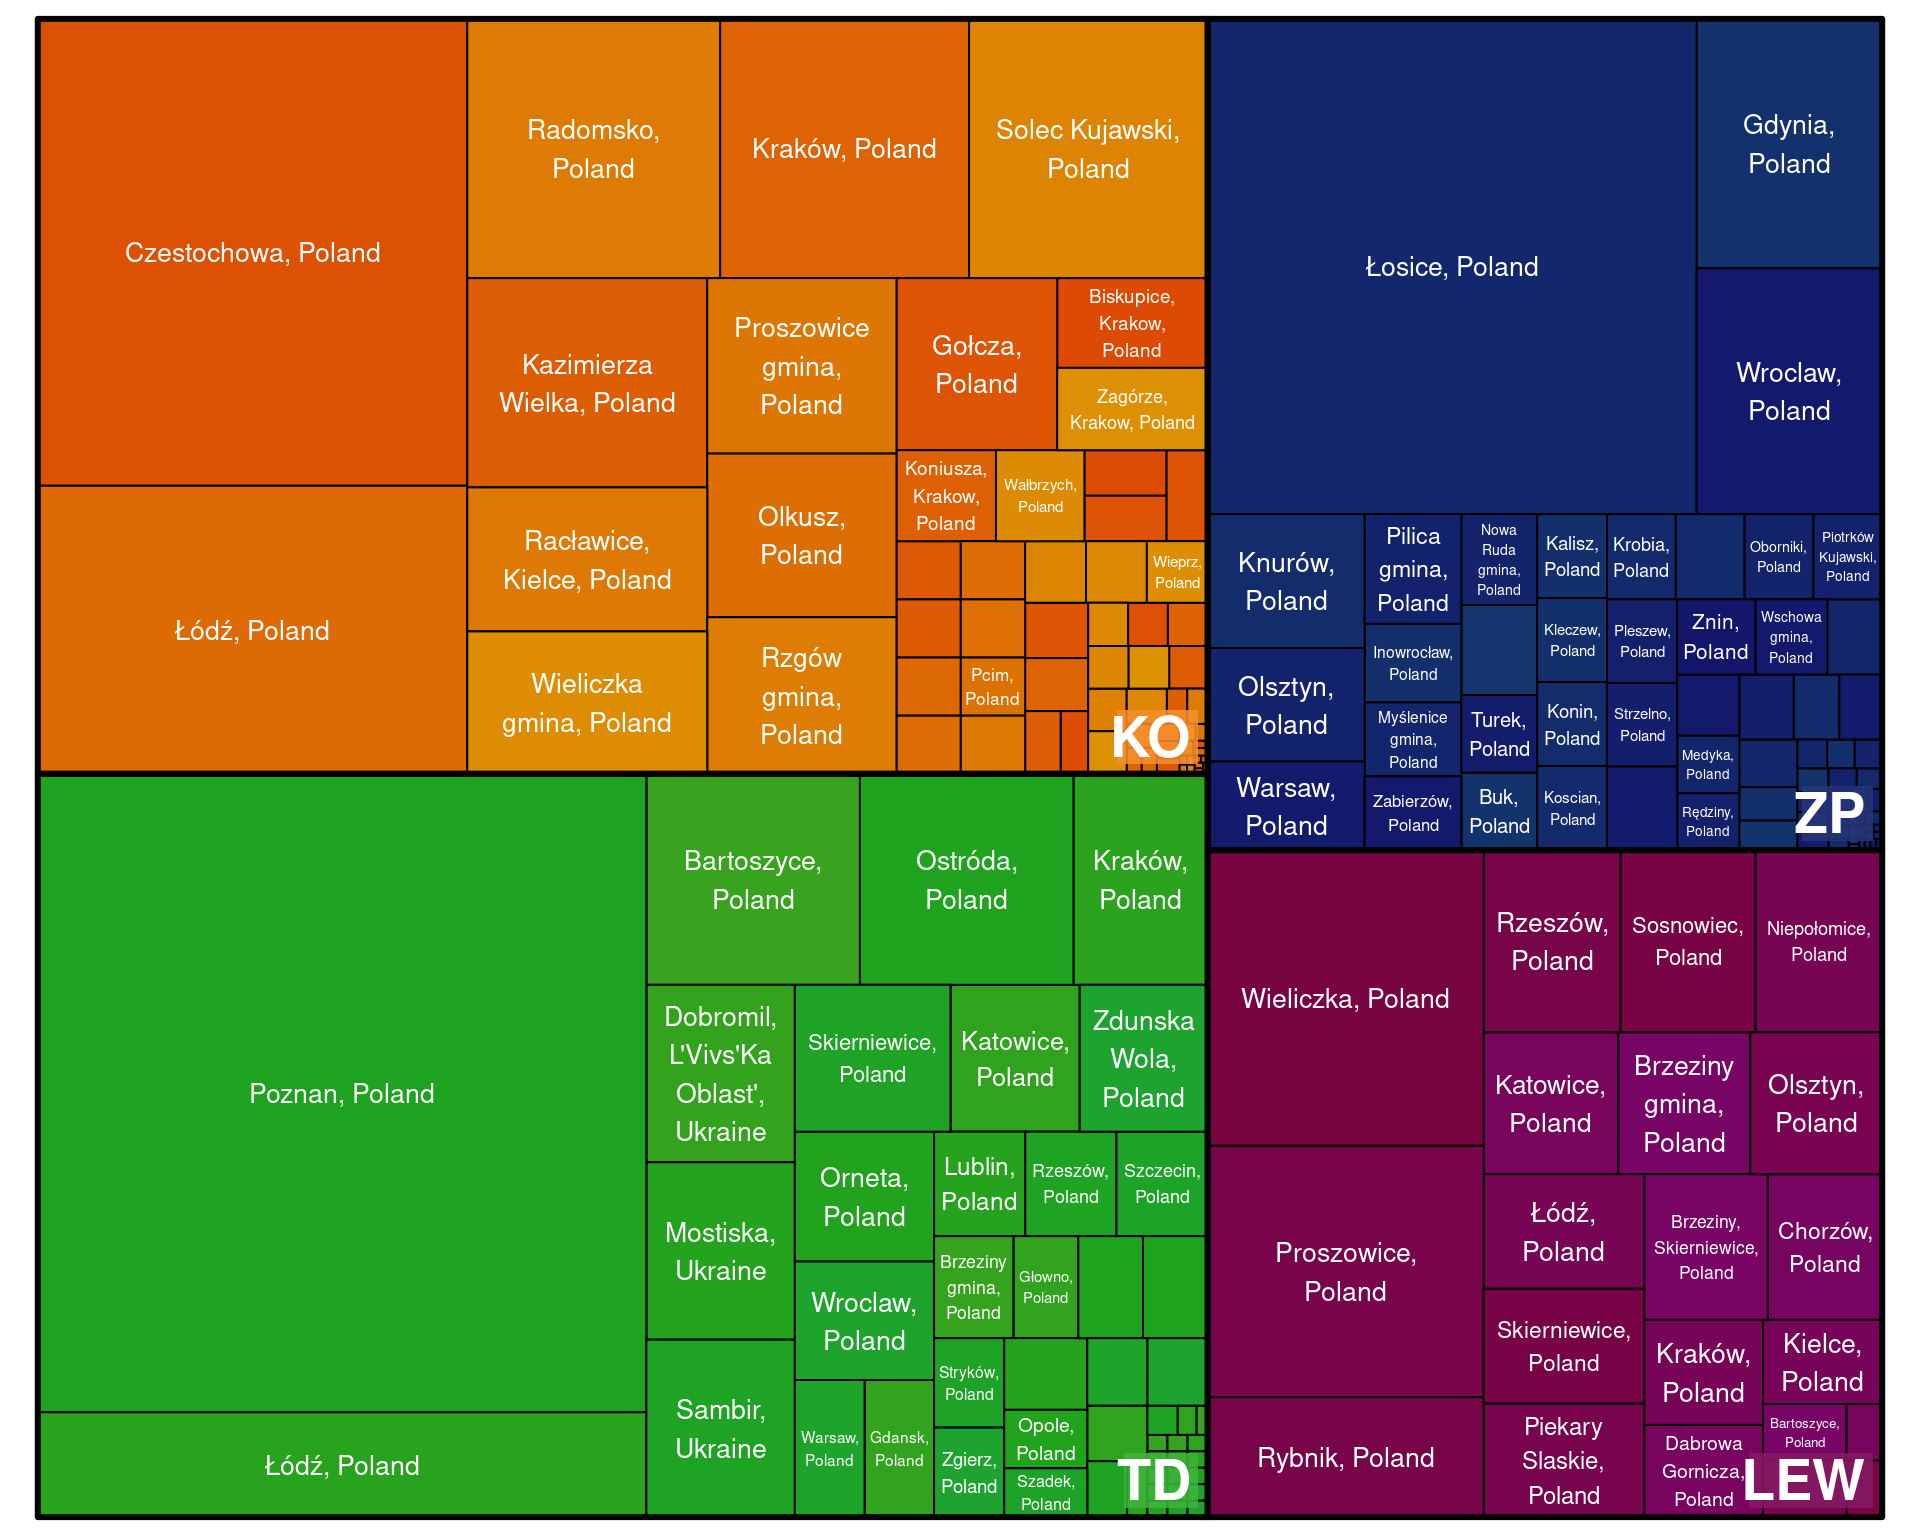 Czestochowa, Poland
Radomsko,
Poland
Kraków, Poland
Solec Kujawski,
Poland
Kazimierza
Wielka, Poland
Proszowice
gmina,
Poland
Gołcza,
Poland
Biskupice,
Krakow,
Poland
Zagórze,
Krakow, Poland
Koniusza,
Krakow,
Poland
Wałbrzych,
Poland
Łódź, Poland
Racławice,
Kielce, Poland
Olkusz,
Poland
Wieprz,
Poland
Wieliczka
gmina, Poland
Rzgów
gmina,
Poland
Pcim,
Poland
KO
Łosice, Poland
Gdynia,
Poland
Wroclaw,
Poland
Knurów,
Poland
Pilica
gmina,
Poland
Nowa
Ruda
gmina,
Poland
Kalisz,
Poland
Krobia,
Poland
Oborniki,
Poland
Piotrków
Kujawski,
Poland
Olsztyn,
Poland
Inowrocław,
Poland
Kleczew,
Poland
Pleszew,
Poland
Znin,
Poland
Wschowa
gmina,
Poland
Myślenice
gmina,
Poland
Turek,
Poland
Konin,
Poland
Strzelno,
Poland
Medyka,
Poland
Warsaw,
Poland
Zabierzów,
Poland
Buk,
Poland
Koscian,
Poland
Rędziny,
Poland
ZP
Poznan, Poland
Bartoszyce,
Poland
Ostróda,
Poland
Kraków,
Poland
Dobromil,
L'Vivs'Ka
Oblast',
Ukraine
Skierniewice,
Poland
Katowice,
Poland
Zdunska
Wola,
Poland
Mostiska,
Ukraine
Orneta,
Poland
Lublin,
Poland
Rzeszów,
Poland
Szczecin,
Poland
Wroclaw,
Poland
Brzeziny
gmina,
Poland
Głowno,
Poland
Łódź, Poland
Sambir,
Ukraine
Warsaw,
Poland
Gdansk,
Poland
Stryków,
Poland
Zgierz,
Poland
Opole,
Poland
Szadek,
Poland
TD
Wieliczka, Poland
Rzeszów,
Poland
Sosnowiec,
Poland
Niepołomice,
Poland
Katowice,
Poland
Brzeziny
gmina,
Poland
Olsztyn,
Poland
Proszowice,
Poland
Łódź,
Poland
Brzeziny,
Skierniewice,
Poland
Chorzów,
Poland
Skierniewice,
Poland
Kraków,
Poland
Kielce,
Poland
Rybnik, Poland
Piekary
Slaskie,
Poland
Dabrowa
Gornicza,
Poland
Bartoszyce,
Poland
LEW